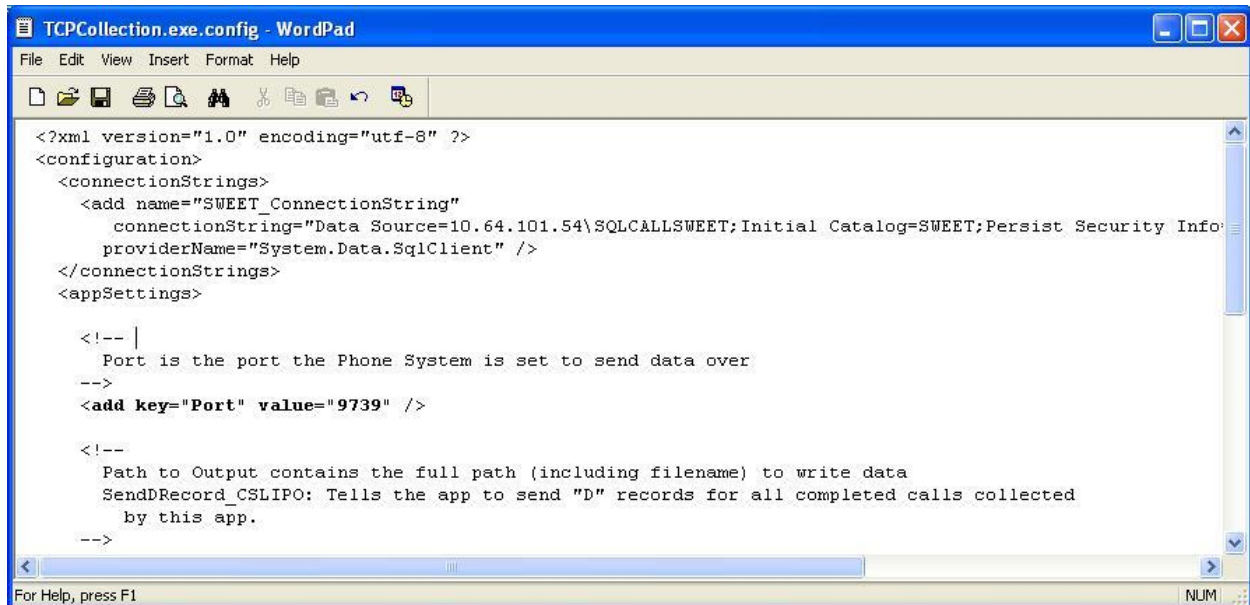 TCPCollection.exe.config - WordPad
File Edit View Insert Format Help
<?xml version="1.0" encoding="utf-8" ?>
<configuration>
<connectionStrings>
<add name="SWEET_ConnectionString"
connectionString="Data Source=10.64.101.54\SQLCALLSWEET;Initial Catalog=SWEET;Persist Security Info
providerName="System.Data.SqlClient" />
</connectionStrings>
<appSettings>
<!--
Port is the port the Phone System is set to send data over
-->
<add key="Port" value="9739" />
<!--
Path to Output contains the full path (including filename) to write data
SendDRecord_CSLIPO: Tells the app to send "D" records for all completed calls collected
by this app.
-->
For Help, press F1 NUM